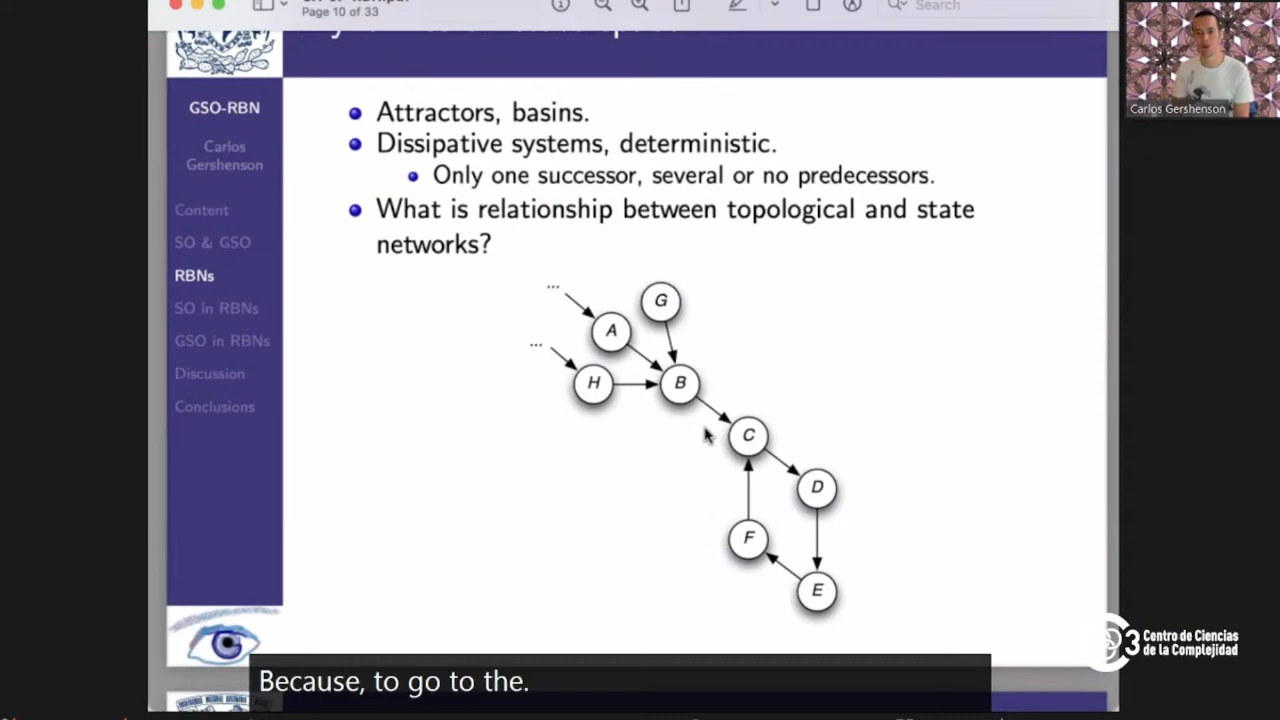 Page 10 of 33
Search
GSO-RBN
Carlos
Gershenson
Content
SO & GSO
RBNs
SO in RBNs
GSO in RBNs
Discussion
Conclusions
Attractors, basins.
Dissipative systems, deterministic.
Only one successor, several or no predecessors.
What is relationship between topological and state
networks?
...
G
A
...
H
B
C
D
F
E
Carlos Gershenson
3 Centro de Ciencias
de la Complejidad
Because, to go to the.